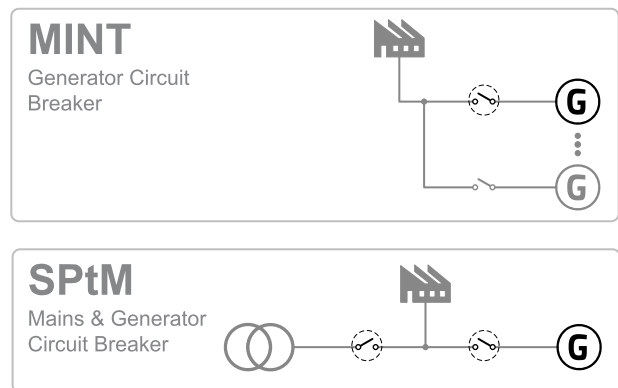 MINT
Generator Circuit
Breaker
G
G
SPtM
Mains & Generator
Circuit Breaker
G